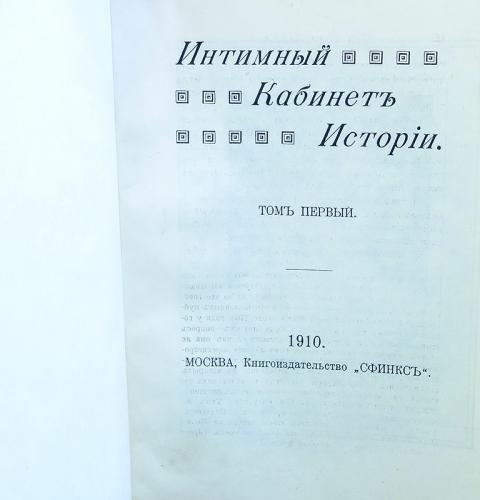 Интимный
Кабинетъ
Исторіи.
ТОМЪ ПЕРВЫЙ.
1910.
МОСКВА, Книгоиздательство „СФИНКСЪ“.